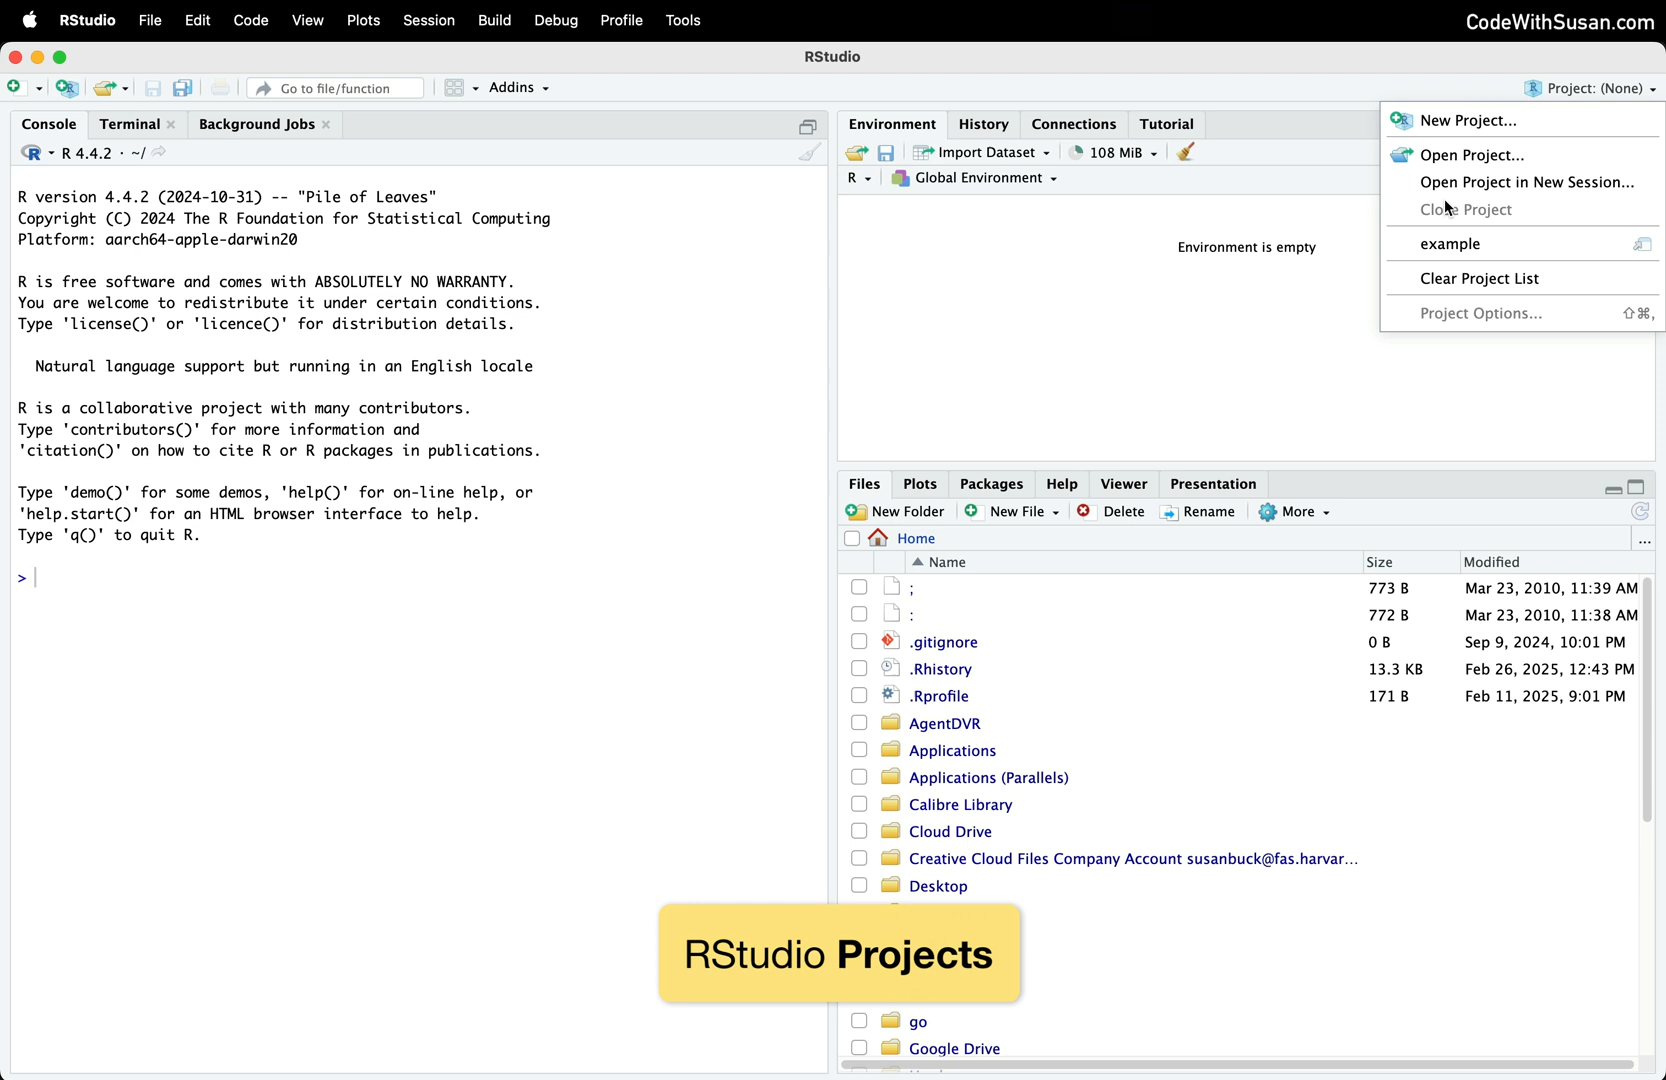 RStudio File Edit Code View Plots Session Build Debug Profile Tools CodeWithSusan.com
RStudio
Go to file/function Addins Project: (None)
Console Terminal Background Jobs
R 4.4.2 · ~/
R version 4.4.2 (2024-10-31) -- "Pile of Leaves"
Copyright (C) 2024 The R Foundation for Statistical Computing
Platform: aarch64-apple-darwin20
R is free software and comes with ABSOLUTELY NO WARRANTY.
You are welcome to redistribute it under certain conditions.
Type 'license()' or 'licence()' for distribution details.
Natural language support but running in an English locale
R is a collaborative project with many contributors.
Type 'contributors()' for more information and
'citation()' on how to cite R or R packages in publications.
Type 'demo()' for some demos, 'help()' for on-line help, or
'help.start()' for an HTML browser interface to help.
Type 'q()' to quit R.
>
Environment History Connections Tutorial
Import Dataset 108 MiB
R Global Environment
Environment is empty
New Project...
Open Project...
Open Project in New Session...
Close Project
example
Clear Project List
Project Options... ⇧⌘,
Files Plots Packages Help Viewer Presentation
New Folder New File Delete Rename More
Home ...
Name Size Modified
; 773 B Mar 23, 2010, 11:39 AM
: 772 B Mar 23, 2010, 11:38 AM
.gitignore 0 B Sep 9, 2024, 10:01 PM
.Rhistory 13.3 KB Feb 26, 2025, 12:43 PM
.Rprofile 171 B Feb 11, 2025, 9:01 PM
AgentDVR
Applications
Applications (Parallels)
Calibre Library
Cloud Drive
Creative Cloud Files Company Account susanbuck@fas.harvar...
Desktop
RStudio Projects
go
Google Drive